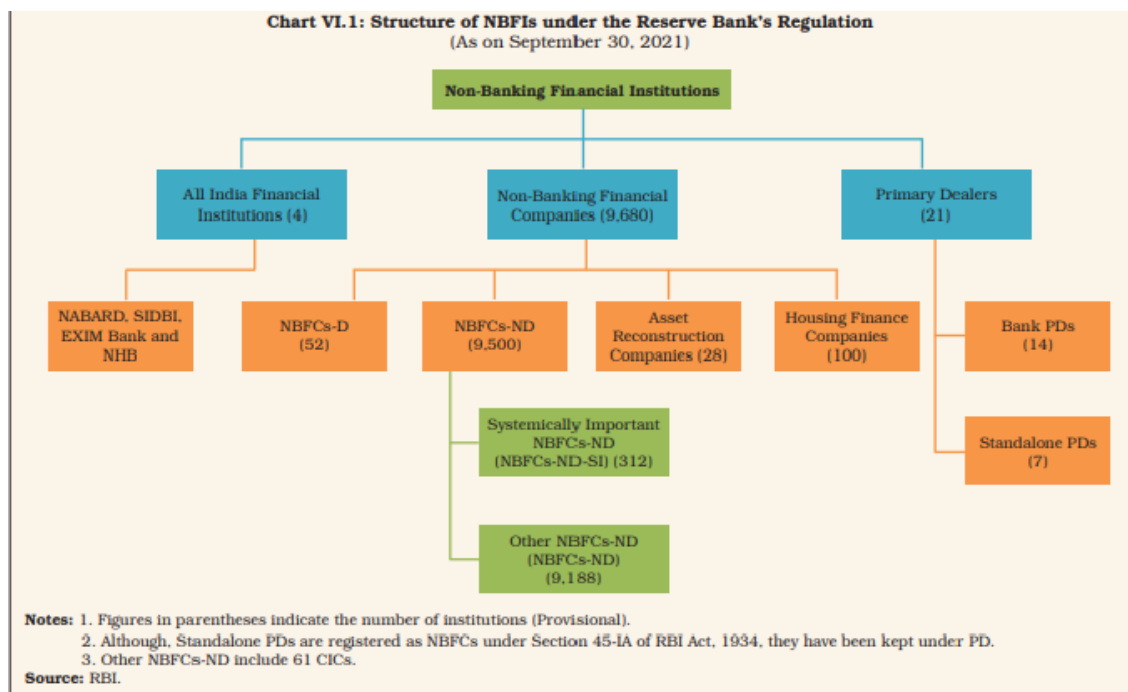 Chart VI.1: Structure of NBFIs under the Reserve Bank's Regulation
(As on September 30, 2021)
Non-Banking Financial Institutions
All India Financial
Institutions (4)
Non-Banking Financial
Companies (9,680)
Primary Dealers
(21)
NABARD, SIDBI,
EXIM Bank and
NHB
NBFCs-D
(52)
NBFCs-ND
(9,500)
Asset
Reconstruction
Companies (28)
Housing Finance
Companies
(100)
Bank PDs
(14)
Systemically Important
NBFCs-ND
(NBFCs-ND-SI) (312)
Standalone PDs
(7)
Other NBFCs-ND
(NBFCs-ND)
(9,188)
Notes: 1. Figures in parentheses indicate the number of institutions (Provisional).
2. Although, Standalone PDs are registered as NBFCs under Section 45-IA of RBI Act, 1934, they have been kept under PD.
3. Other NBFCs-ND include 61 CICs.
Source: RBI.